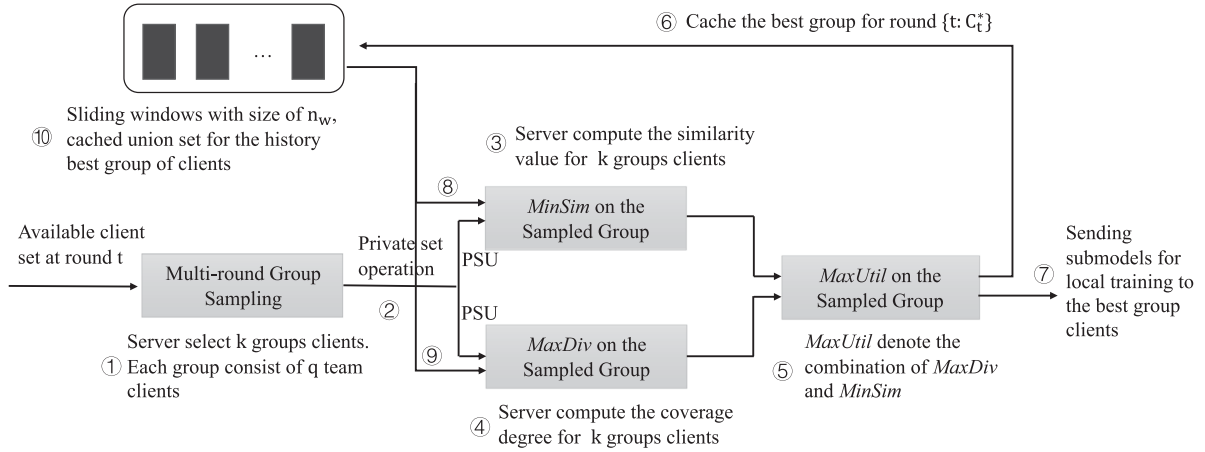 ⑥ Cache the best group for round {t: C*t}
...
⑩ Sliding windows with size of nw,
cached union set for the history
best group of clients
③ Server compute the similarity
value for k groups clients
⑧
MinSim on the
Sampled Group
Available client
set at round t
Multi-round Group
Sampling
Private set
operation
②
PSU
PSU
⑨
MaxDiv on the
Sampled Group
MaxUtil on the
Sampled Group
⑦ Sending
submodels for
local training to
the best group
clients
① Server select k groups clients.
Each group consist of q team
clients
④ Server compute the coverage
degree for k groups clients
⑤ MaxUtil denote the
combination of MaxDiv
and MinSim